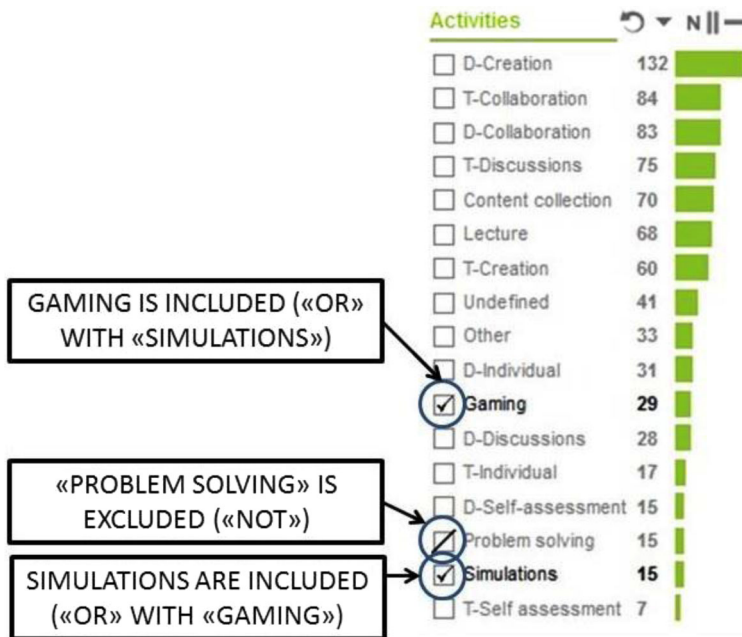 Activities N
D-Creation 132
T-Collaboration 84
D-Collaboration 83
T-Discussions 75
Content collection 70
Lecture 68
T-Creation 60
Undefined 41
Other 33
D-Individual 31
Gaming 29
D-Discussions 28
T-Individual 17
D-Self-assessment 15
Problem solving 15
Simulations 15
T-Self assessment 7
GAMING IS INCLUDED («OR»
WITH «SIMULATIONS»)
«PROBLEM SOLVING» IS
EXCLUDED («NOT»)
SIMULATIONS ARE INCLUDED
(«OR» WITH «GAMING»)